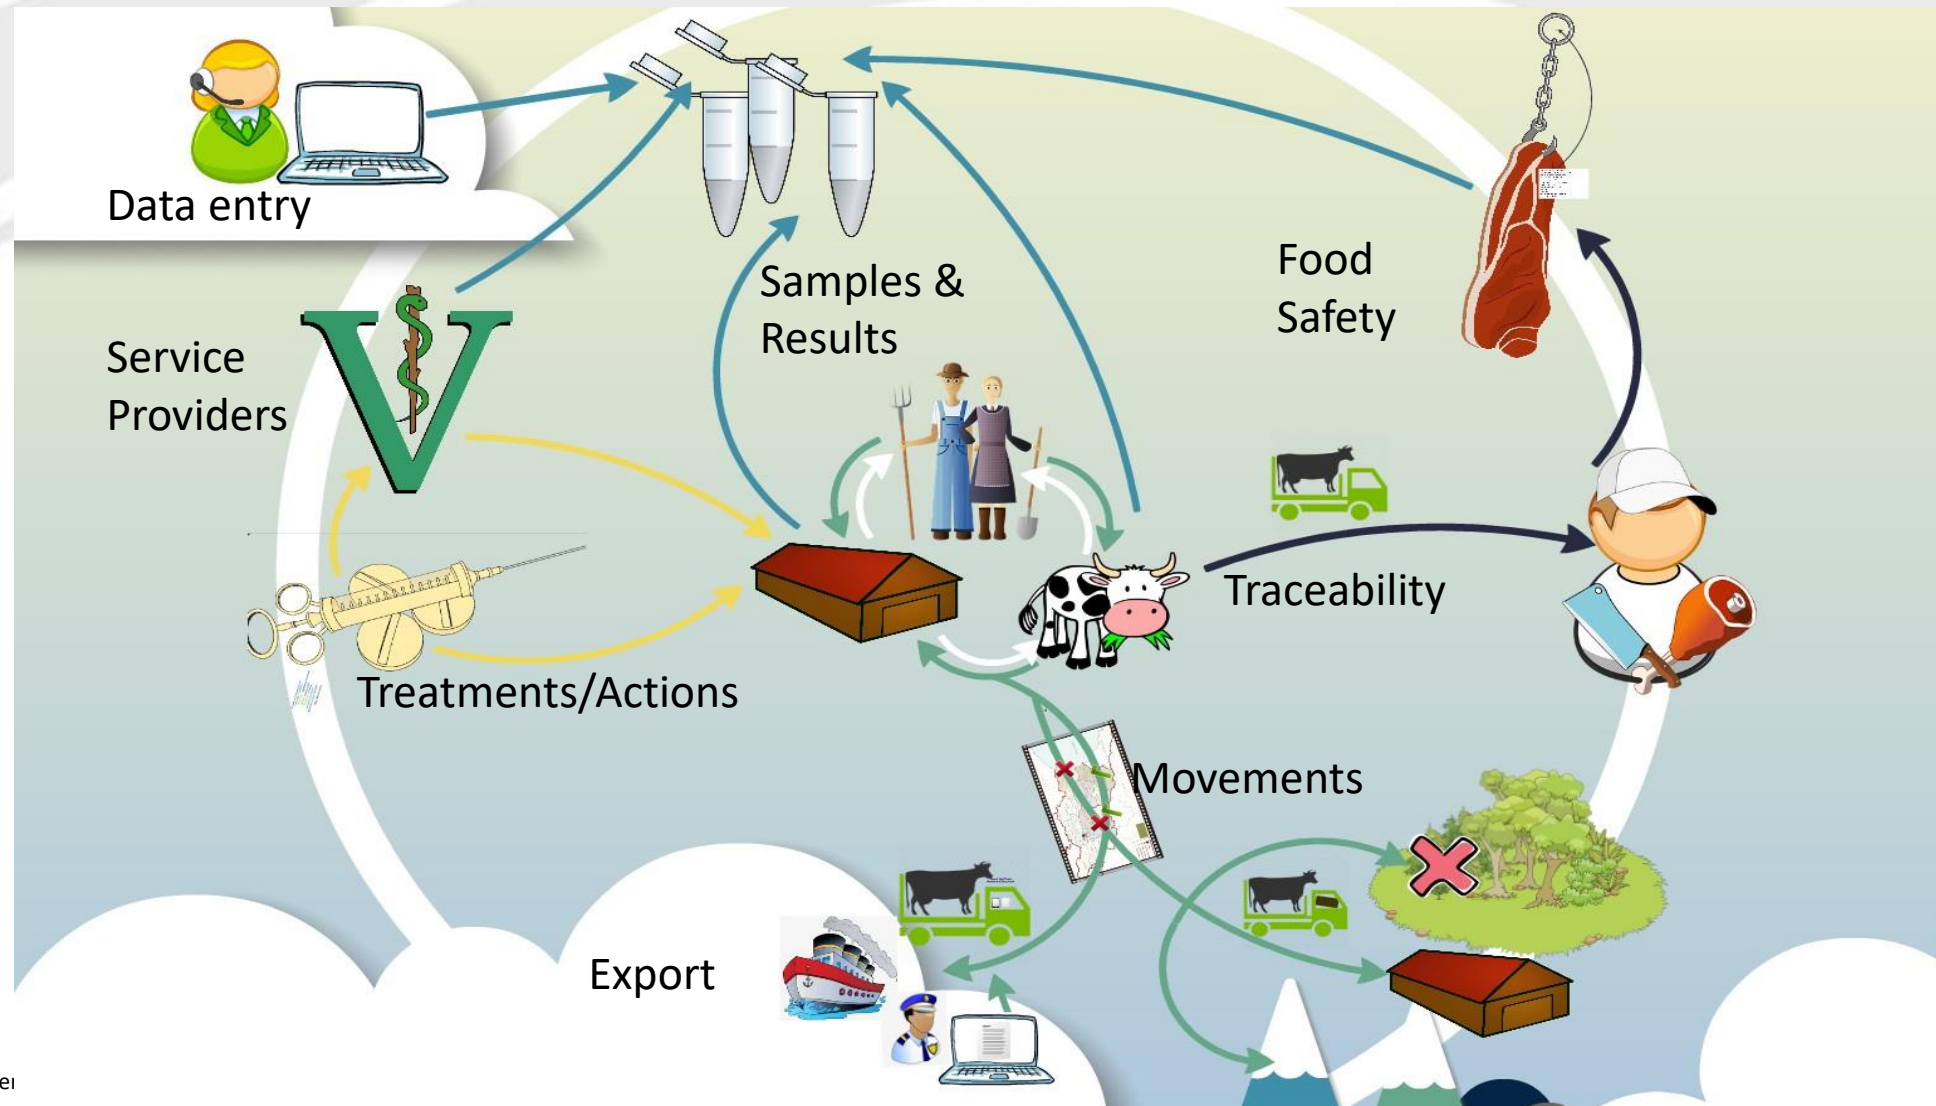 Data entry
Samples &
Results
Food
Safety
Service
Providers
Traceability
Treatments/Actions
Movements
Export